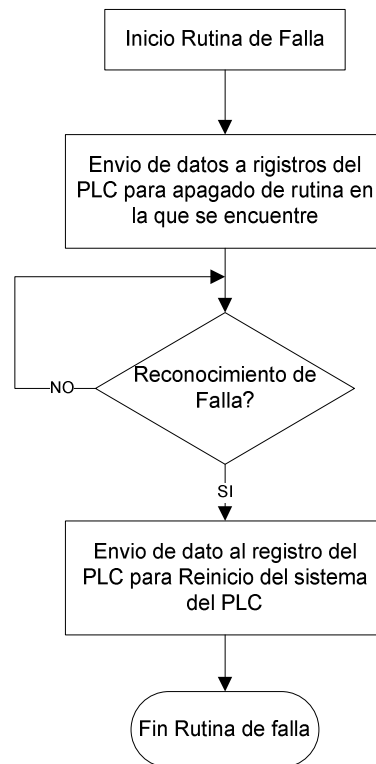 Inicio Rutina de Falla
Envio de datos a rigistros del
PLC para apagado de rutina en
la que se encuentre
Reconocimiento de
Falla?
NO
SI
Envio de dato al registro del
PLC para Reinicio del sistema
del PLC
Fin Rutina de falla